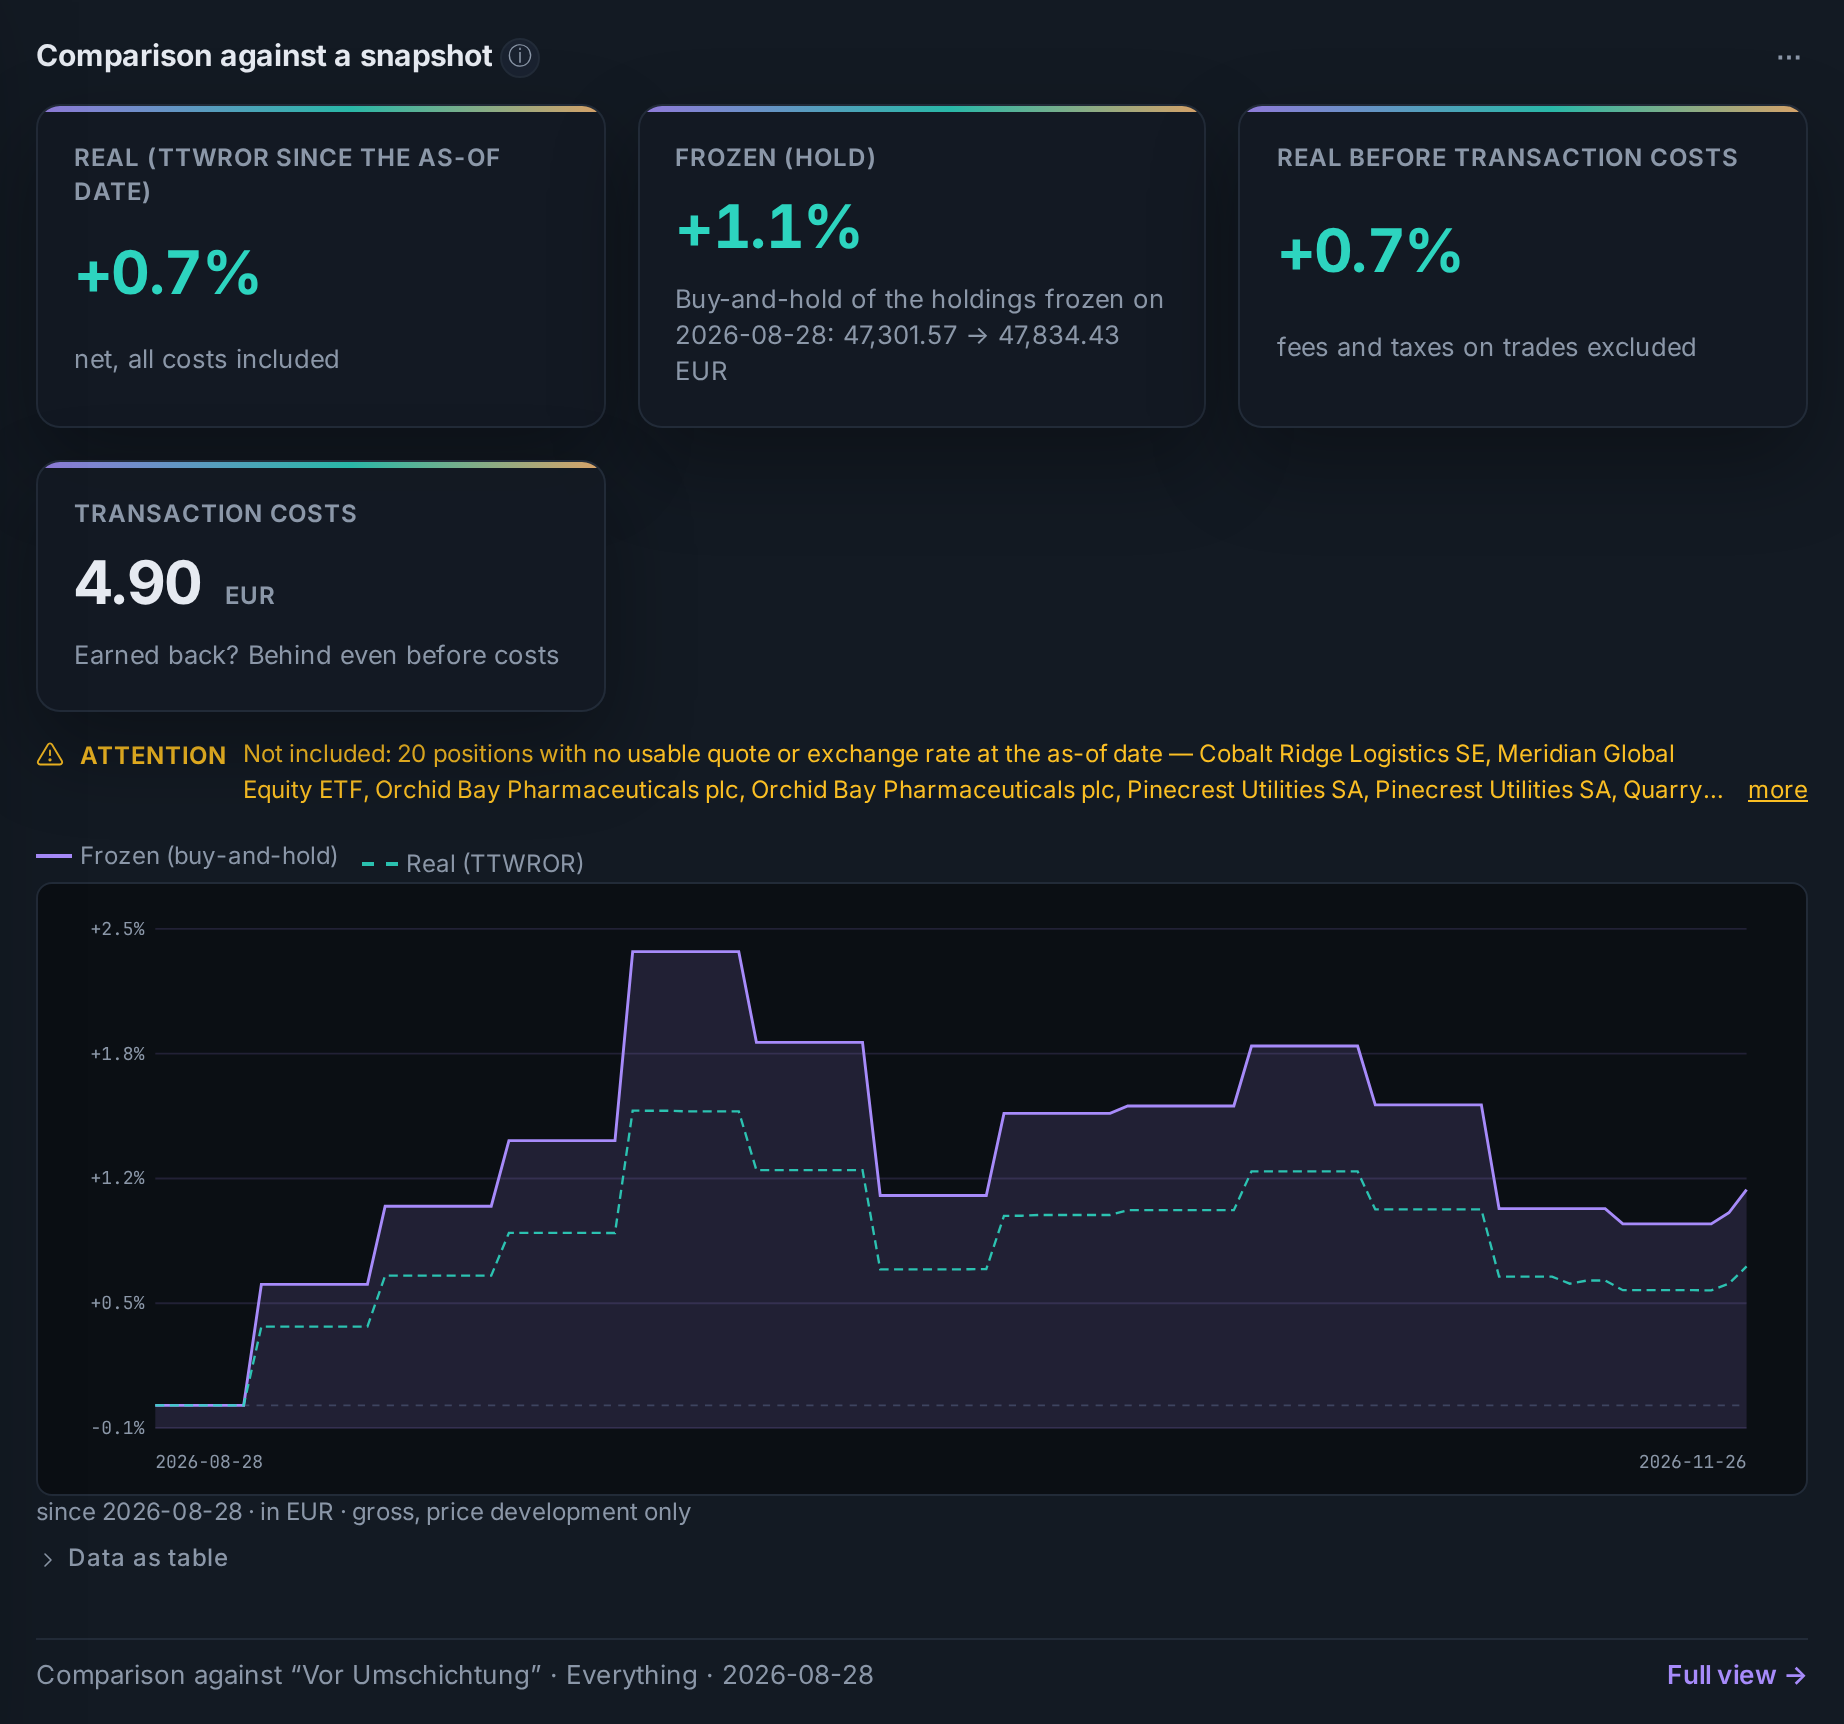 Comparison against a snapshot ⓘ
...
REAL (TTWROR SINCE THE AS-OF
DATE)
+0.7%
net, all costs included
FROZEN (HOLD)
+1.1%
Buy-and-hold of the holdings frozen on
2026-08-28: 47,301.57 → 47,834.43
EUR
REAL BEFORE TRANSACTION COSTS
+0.7%
fees and taxes on trades excluded
TRANSACTION COSTS
4.90 EUR
Earned back? Behind even before costs
ATTENTION Not included: 20 positions with no usable quote or exchange rate at the as-of date — Cobalt Ridge Logistics SE, Meridian Global
Equity ETF, Orchid Bay Pharmaceuticals plc, Orchid Bay Pharmaceuticals plc, Pinecrest Utilities SA, Pinecrest Utilities SA, Quarry... more
Frozen (buy-and-hold) Real (TTWROR)
+2.5%
+1.8%
+1.2%
+0.5%
-0.1%
2026-08-28 2026-11-26
since 2026-08-28 · in EUR · gross, price development only
Data as table
Comparison against “Vor Umschichtung” · Everything · 2026-08-28
Full view →